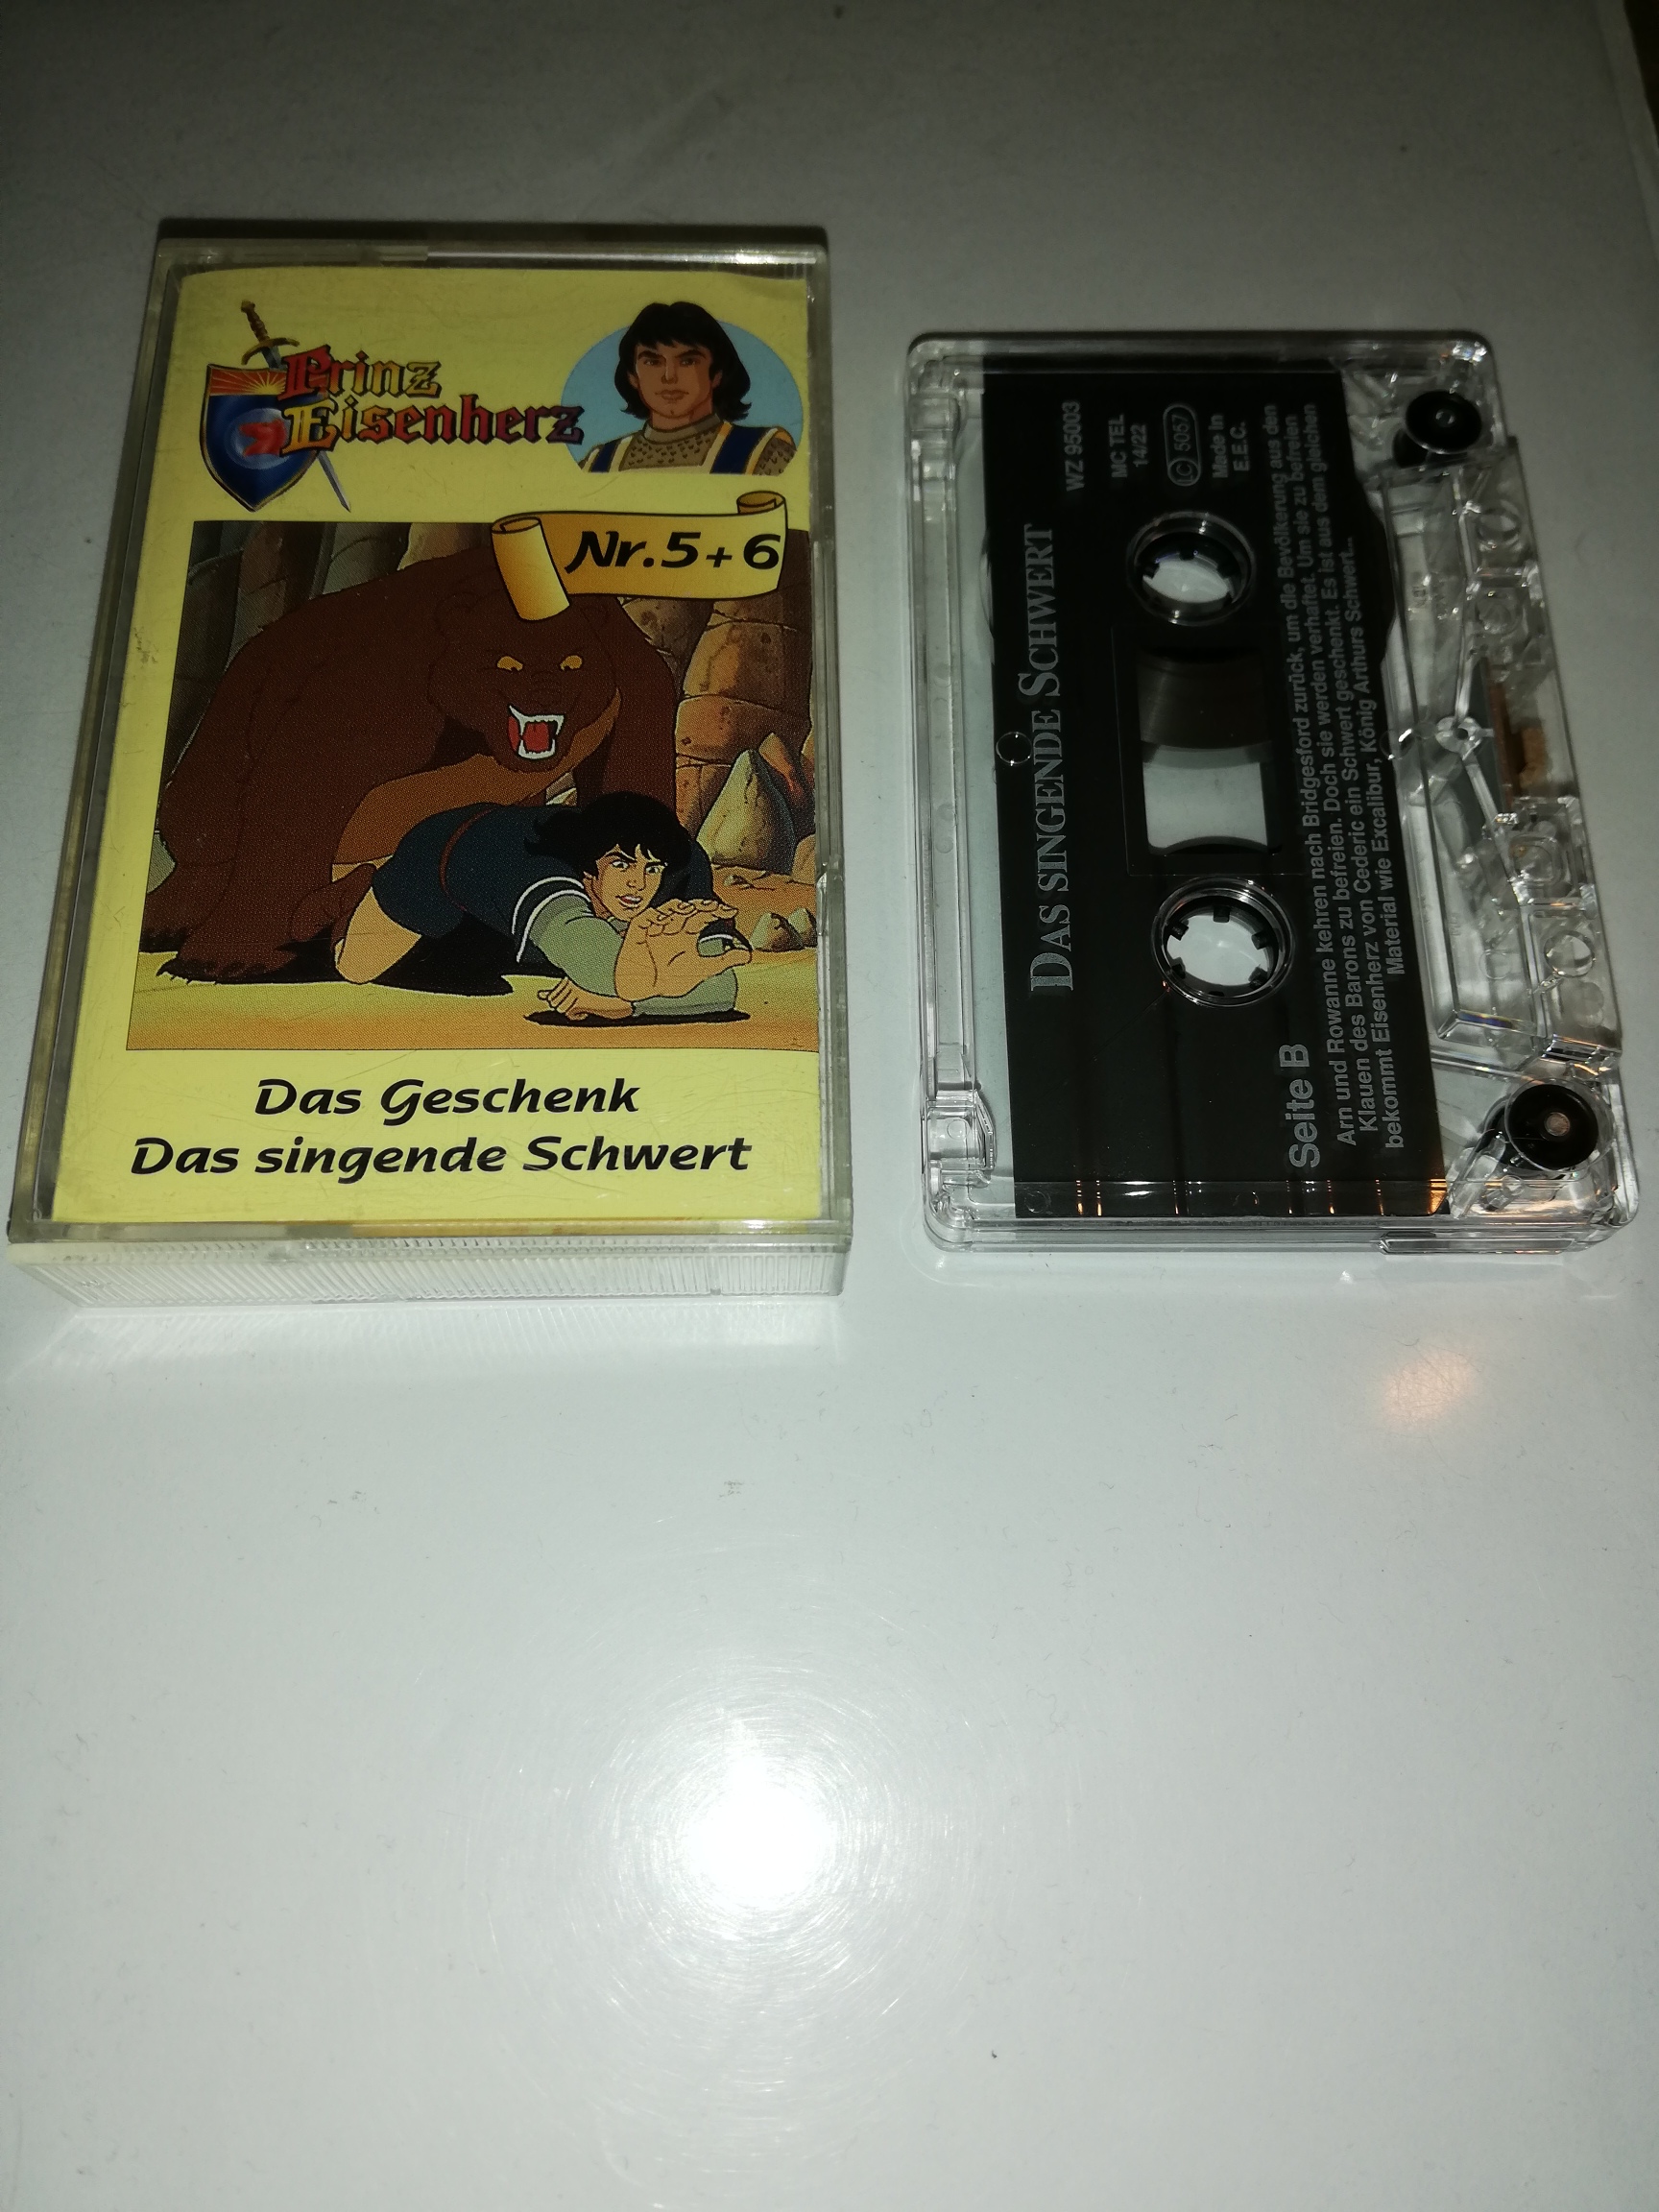 Prinz
Eisenherz
Nr. 5 + 6
Das Geschenk
Das singende Schwert
DAS SINGENDE SCHWERT
WZ 95003
MC TEL
14/22
C 5057
Made in
E.E.C.
Seite B
Arn und Rowanne kehren nach Bridgesford zurück, um die Bevölkerung aus den
Klauen des Barons zu befreien. Doch sie werden verhaftet. Um sie zu befreien
bekommt Eisenherz von Cederic ein Schwert geschenkt. Es ist aus dem gleichen
Material wie Excalibur, König Arthurs Schwert...